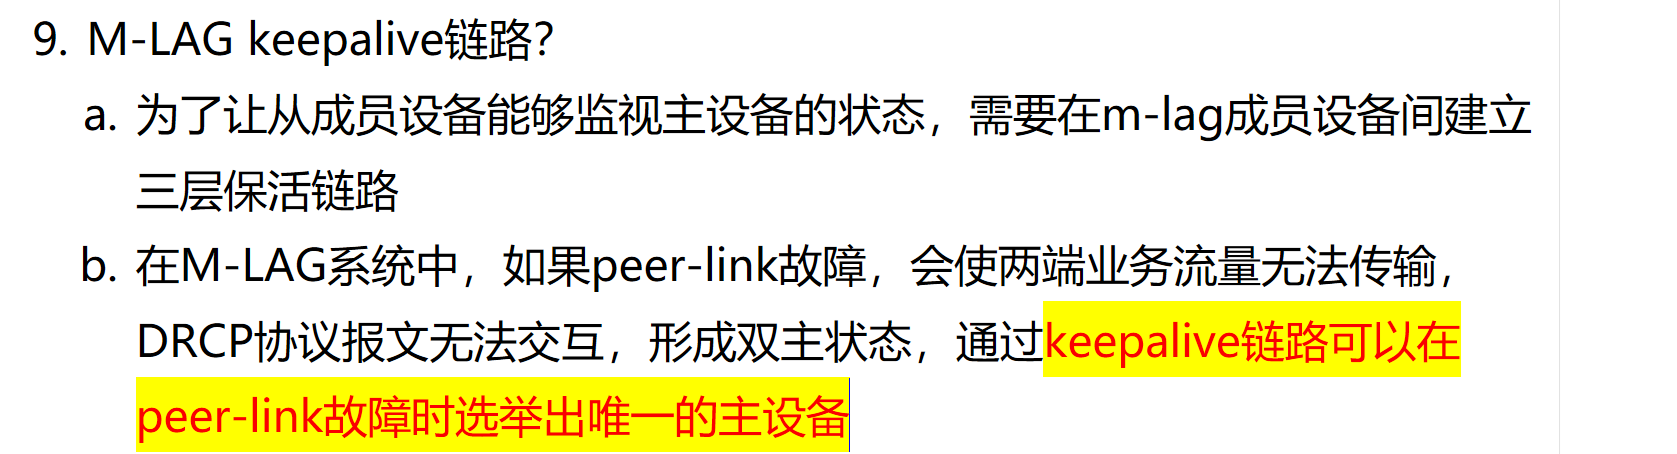 9. M-LAG keepalive链路？
a. 为了让从成员设备能够监视主设备的状态，需要在m-lag成员设备间建立
三层保活链路
b. 在M-LAG系统中，如果peer-link故障，会使两端业务流量无法传输，
DRCP协议报文无法交互，形成双主状态，通过keepalive链路可以在
peer-link故障时选举出唯一的主设备